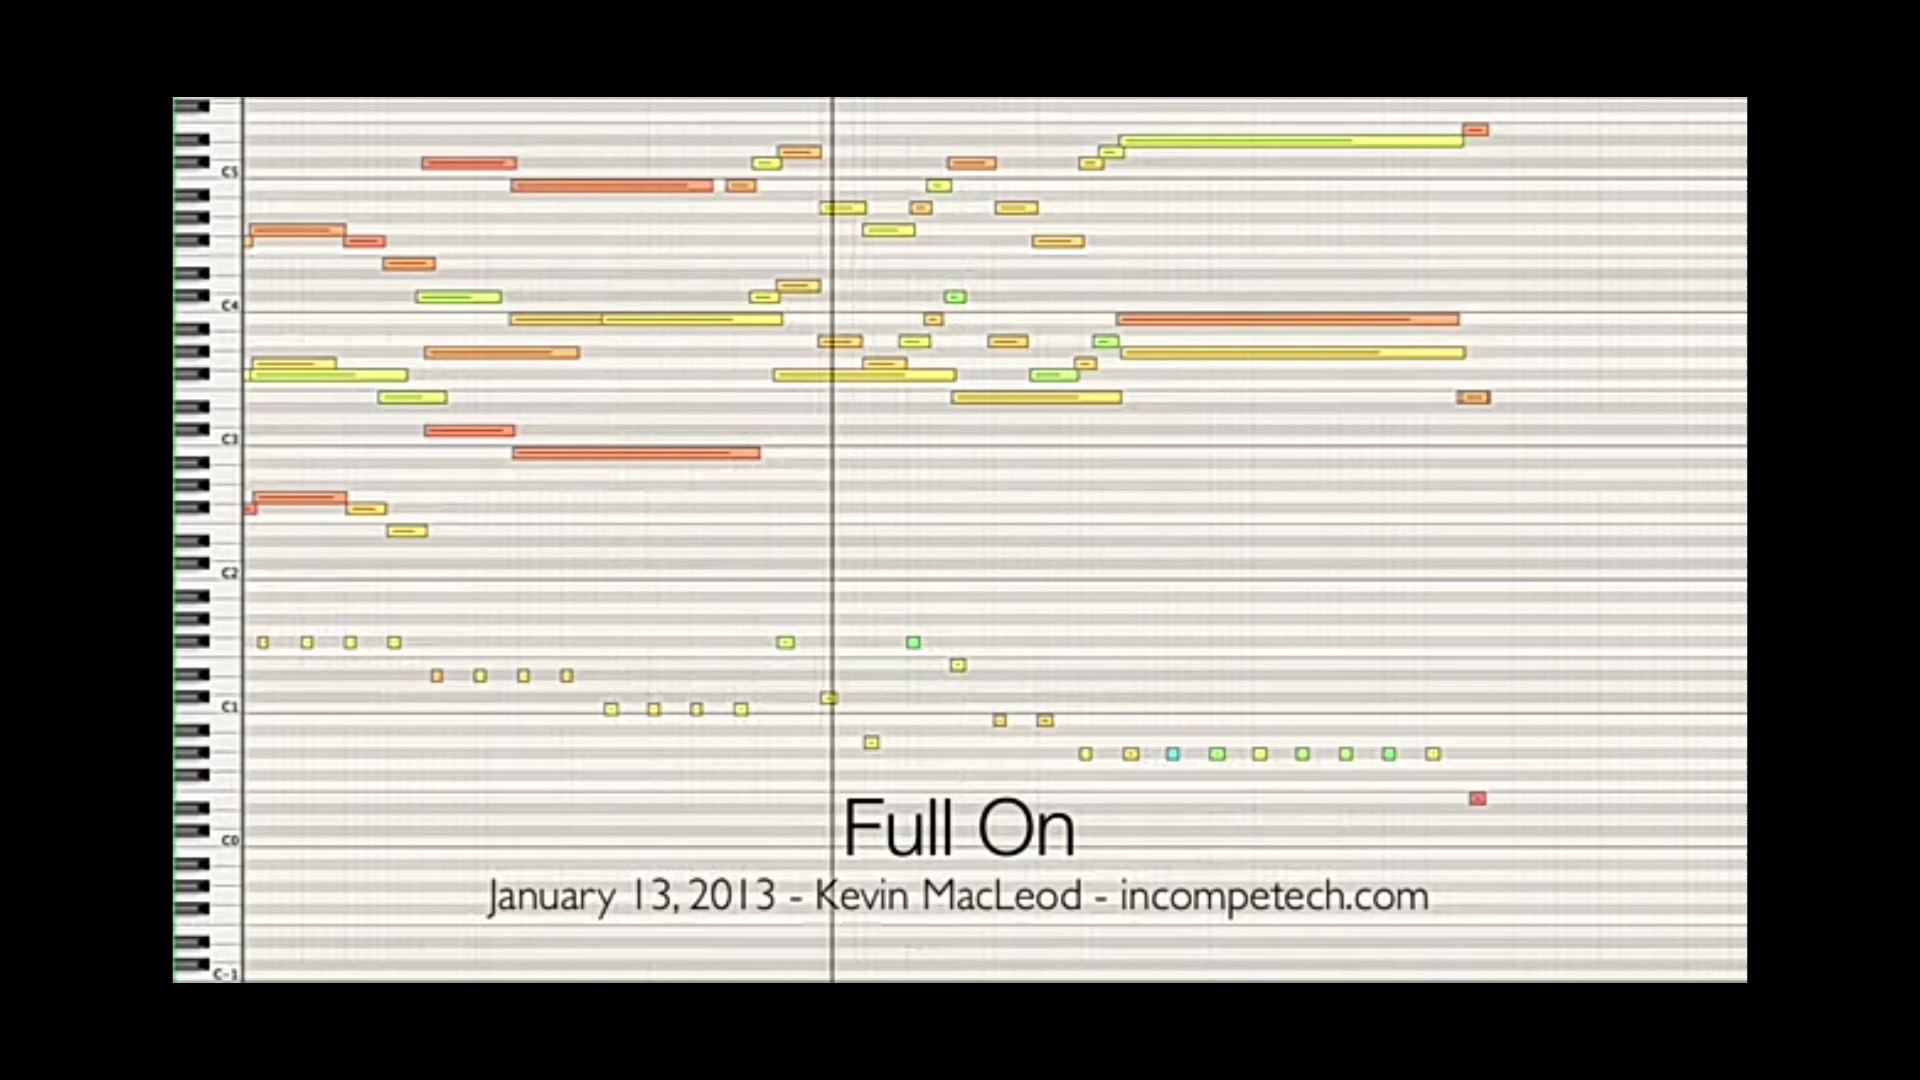 C5
C4
C3
C2
C1
C0
Full On
January 13, 2013 - Kevin MacLeod - incompetech.com
C-1